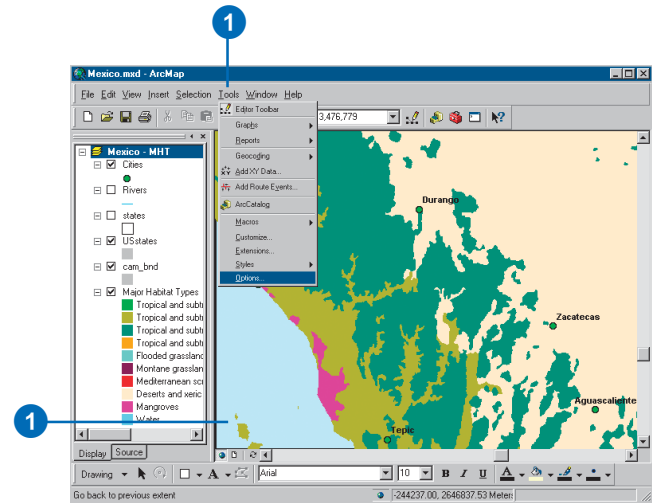 1
Mexico.mxd - ArcMap
File Edit View Insert Selection Tools Window Help
3,476,779
Editor Toolbar
Graphs
Reports
Geocoding
Add XY Data...
Add Route Events...
ArcCatalog
Macros
Customize...
Extensions...
Styles
Options...
Mexico - MHT
Cities
Rivers
states
USstates
cam_bnd
Major Habitat Types
Tropical and subtr
Tropical and subtr
Tropical and subtr
Tropical and subtr
Flooded grasslan
Montane grasslan
Mediterranean scr
Deserts and xeric
Mangroves
Water
Durango
Zacatecas
Aguascaliente
Tepic
1
Display Source
Drawing A Arial 10 B I U A
Go back to previous extent
-244237.00, 2646837.53 Meters